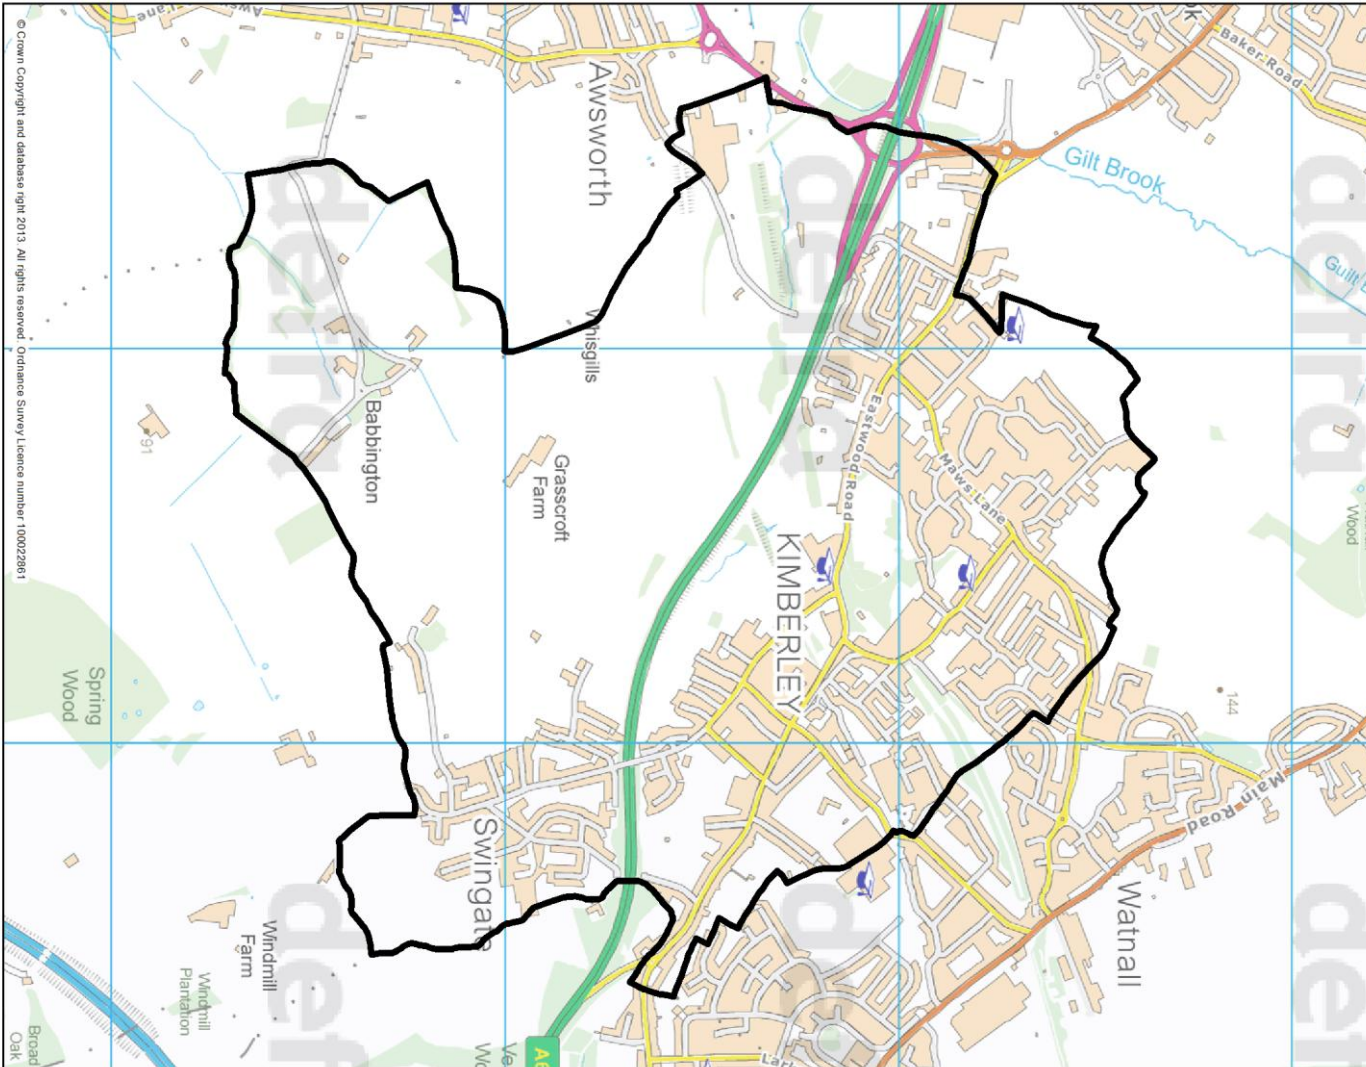 © Crown Copyright and database right 2013. All rights reserved. Ordnance Survey Licence number 100022861
Awsworth
Baker Road
Gilt Brook
defra
defra
defra
Whisgills
Babbington
Grasscroft
Farm
Eastwood Road
Maws Lane
KIMBERLEY
Wood
91
144
Spring
Wood
Main Road
Swingate
Watnall
Windmill
Farm
Windmill
Plantation
Broad
Oak